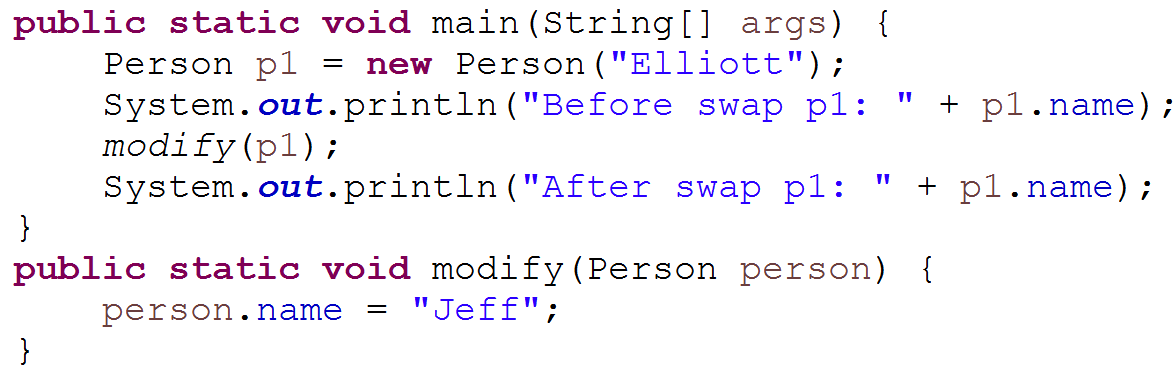 public static void main(String[] args) {
    Person p1 = new Person("Elliott");
    System.out.println("Before swap p1: " + p1.name);
    modify(p1);
    System.out.println("After swap p1: " + p1.name);
}
public static void modify(Person person) {
    person.name = "Jeff";
}